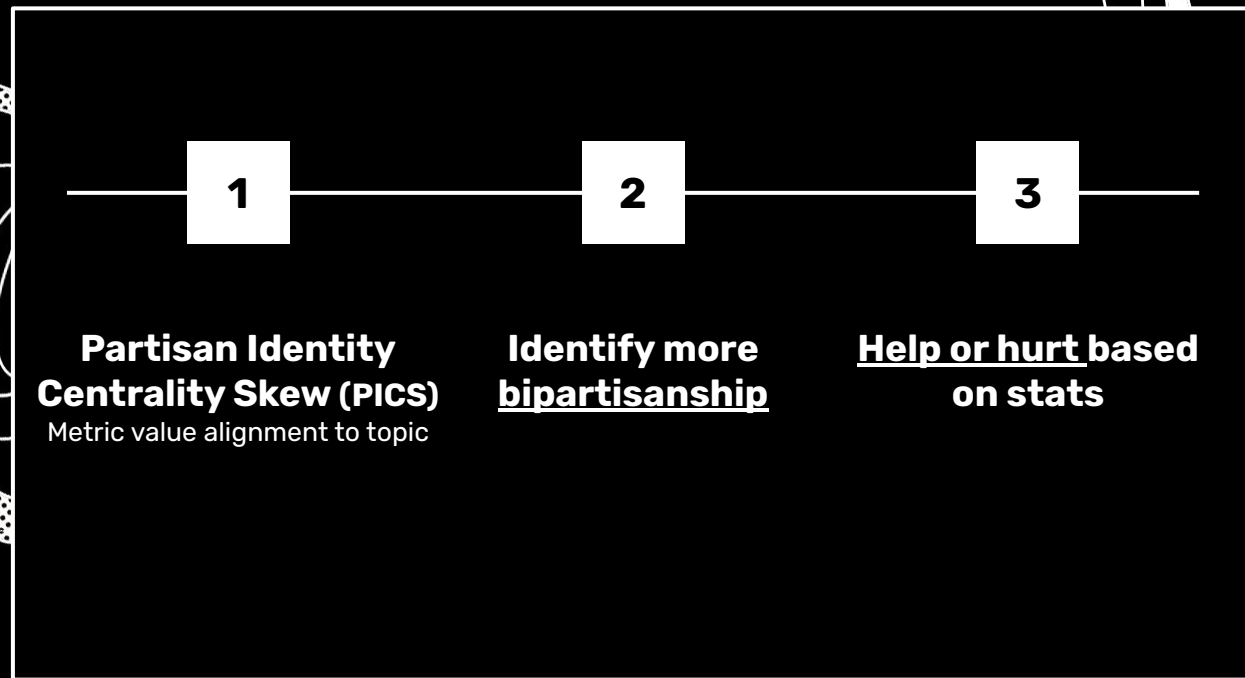 1
Partisan Identity
Centrality Skew (PICS)
Metric value alignment to topic
2
Identify more
bipartisanship
3
Help or hurt based
on stats